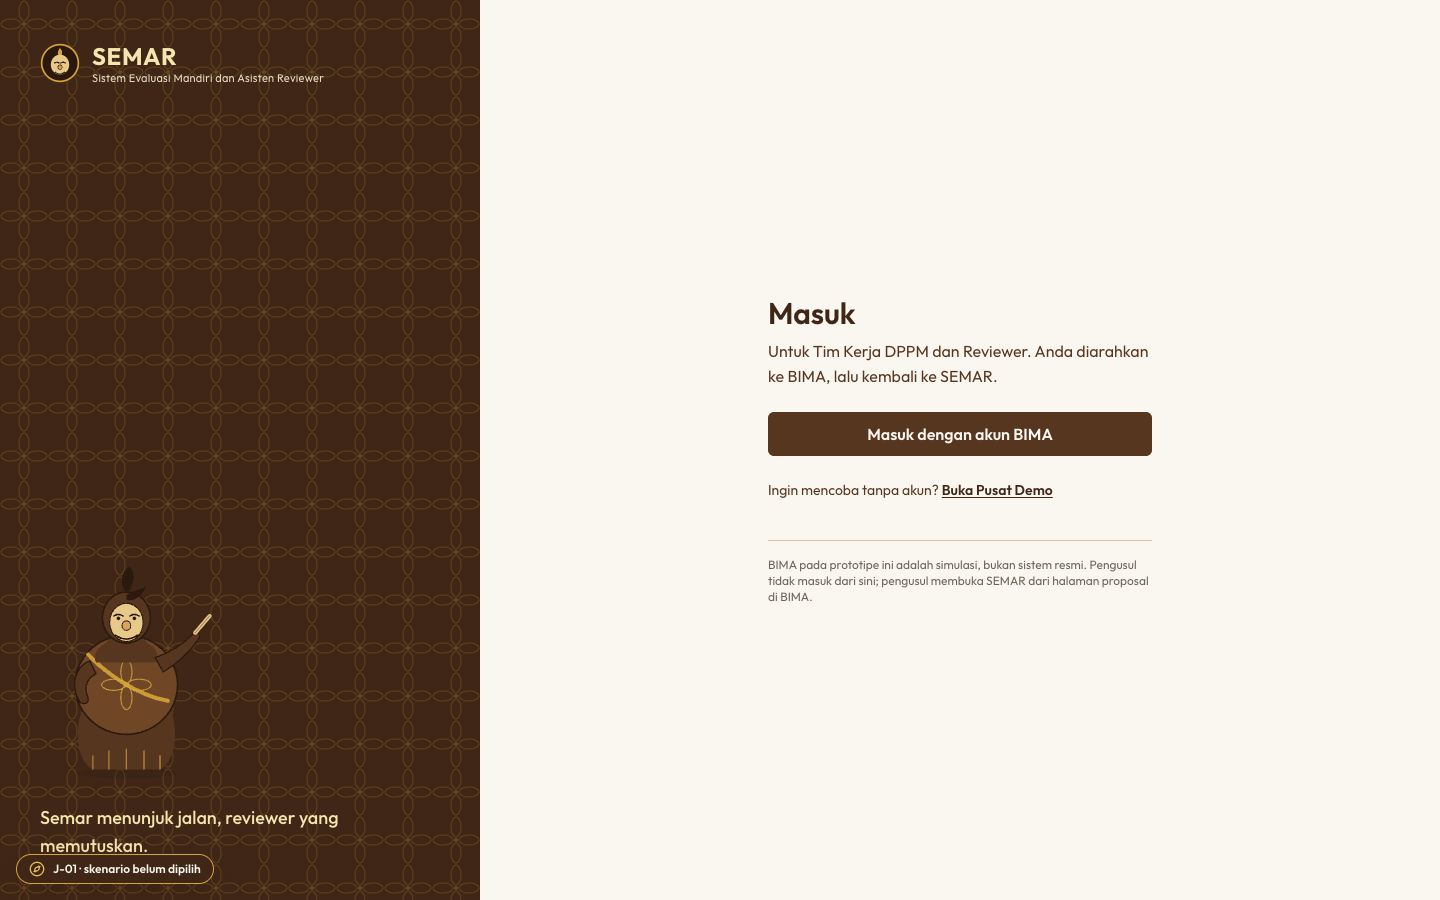 SEMAR
Sistem Evaluasi Mandiri dan Asisten Reviewer
Semar menunjuk jalan, reviewer yang
memutuskan.
J-01 · skenario belum dipilih
Masuk
Untuk Tim Kerja DPPM dan Reviewer. Anda diarahkan
ke BIMA, lalu kembali ke SEMAR.
Masuk dengan akun BIMA
Ingin mencoba tanpa akun? Buka Pusat Demo
BIMA pada prototipe ini adalah simulasi, bukan sistem resmi. Pengusul
tidak masuk dari sini; pengusul membuka SEMAR dari halaman proposal
di BIMA.